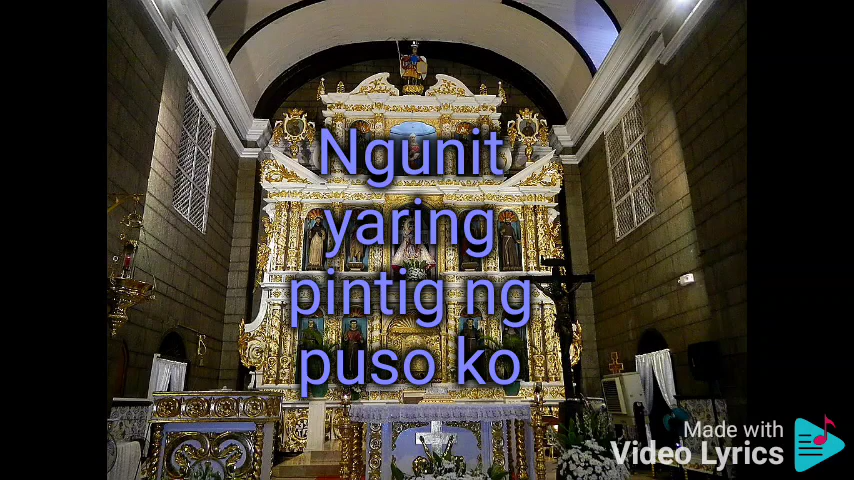 Ngunit
yaring
pintig ng
puso ko
Made with
Video Lyrics